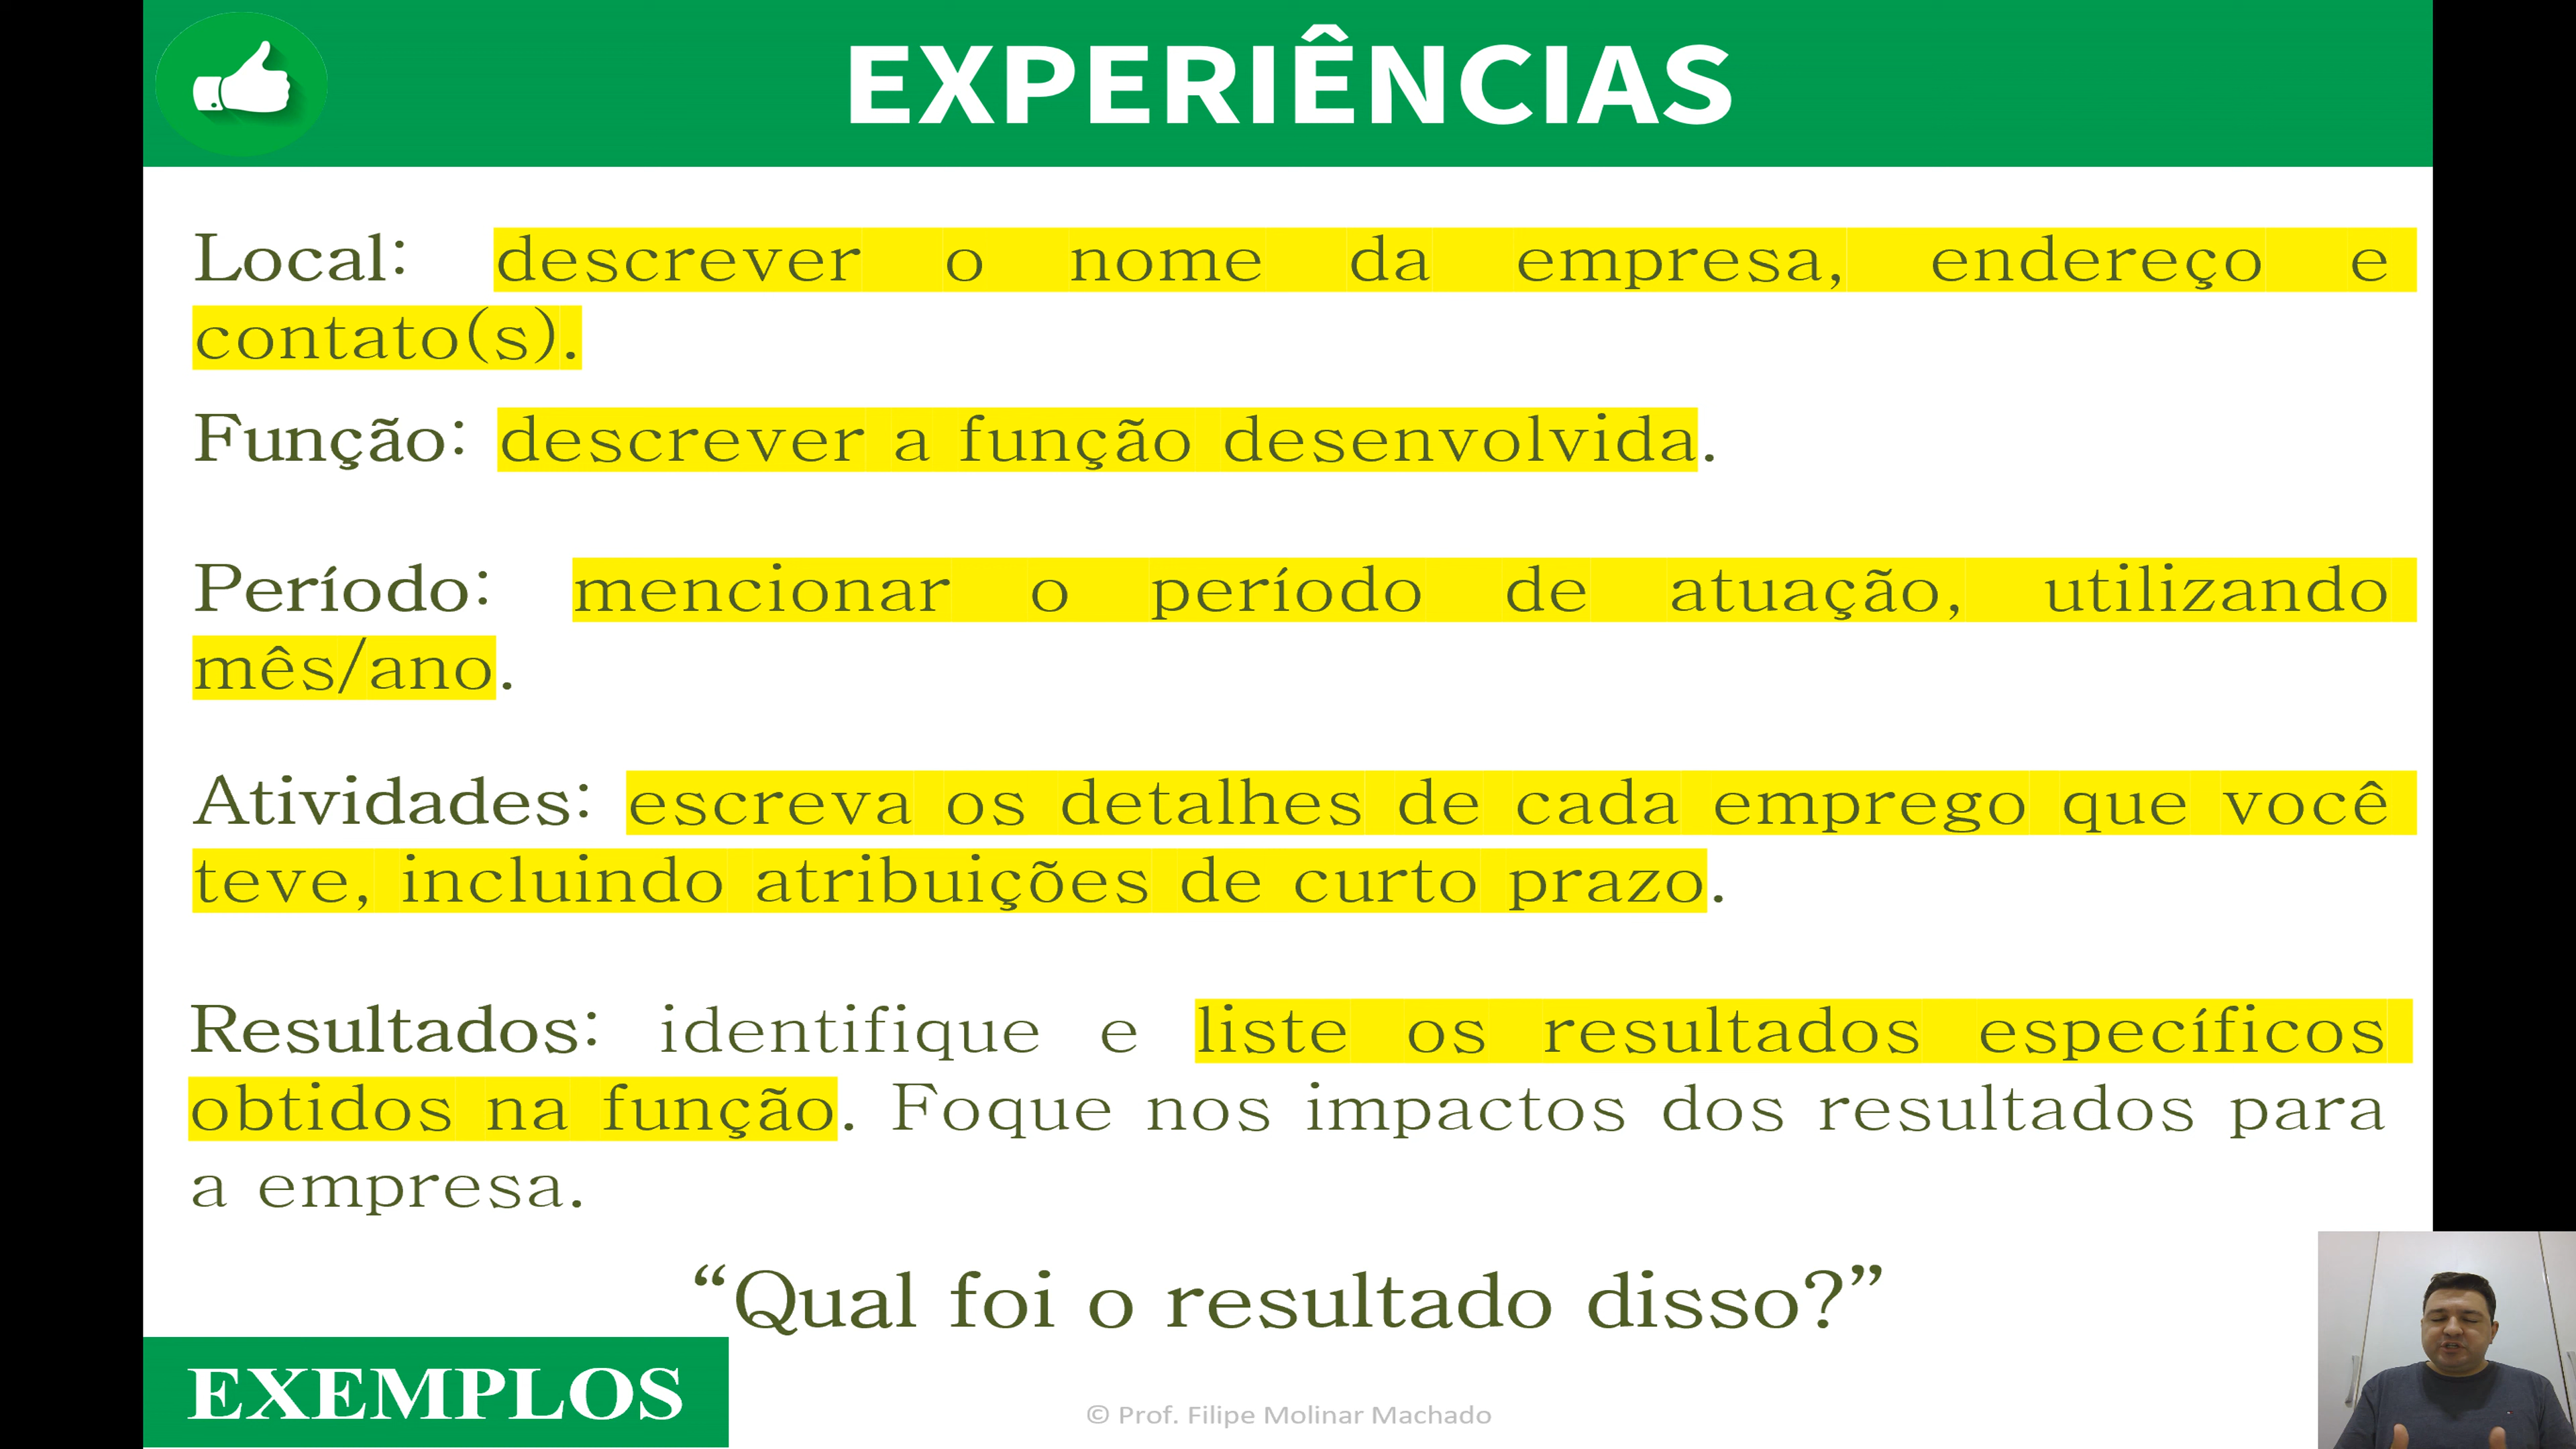 EXPERIÊNCIAS
Local: descrever o nome da empresa, endereço e
contato(s).
Função: descrever a função desenvolvida.
Período: mencionar o período de atuação, utilizando
mês/ano.
Atividades: escreva os detalhes de cada emprego que você
teve, incluindo atribuições de curto prazo.
Resultados: identifique e liste os resultados específicos
obtidos na função. Foque nos impactos dos resultados para
a empresa.
“Qual foi o resultado disso?”
EXEMPLOS
© Prof. Filipe Molinar Machado